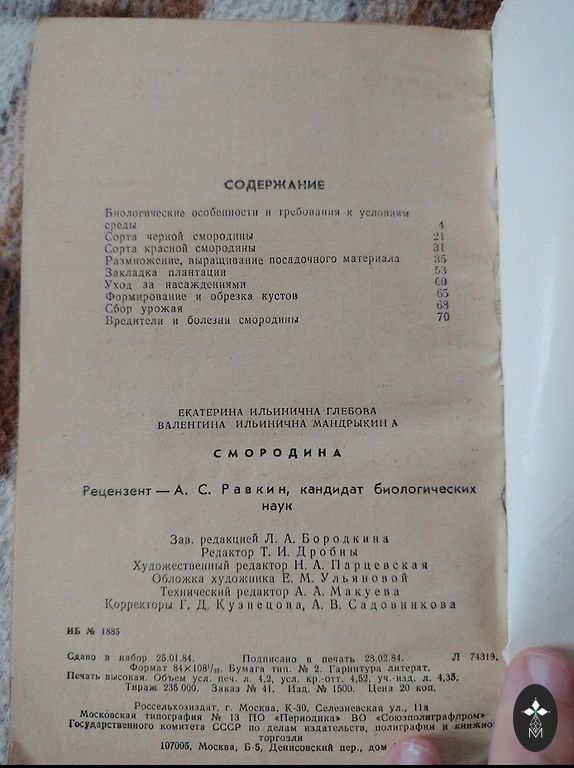 СОДЕРЖАНИЕ
Биологические особенности и требования к условиям
среды 4
Сорта черной смородины 21
Сорта красной смородины 31
Размножение, выращивание посадочного материала 35
Закладка плантации 53
Уход за насаждениями 60
Формирование и обрезка кустов 65
Сбор урожая 68
Вредители и болезни смородины 70
ЕКАТЕРИНА ИЛЬИНИЧНА ГЛЕБОВА
ВАЛЕНТИНА ИЛЬИНИЧНА МАНДРЫКИНА
СМОРОДИНА
Рецензент — А. С. Равкин, кандидат биологических
наук
Зав. редакцией Л. А. Бородкина
Редактор Т. И. Дробны
Художественный редактор Н. А. Парцевская
Обложка художника Е. М. Ульяновой
Технический редактор А. А. Макуева
Корректоры Г. Д. Кузнецова, А. В. Садовникова
ИБ № 1885
Сдано в набор 25.01.84. Подписано в печать 28.02.84. Л 74319.
Формат 84×108¹/₃₂. Бумага тип. № 2. Гарнитура литерат.
Печать высокая. Объем усл. печ. л. 4,2, усл. кр.-отт. 4,52, уч.-изд. л. 4,35.
Тираж 235 000. Заказ № 41. Изд. № 1500. Цена 20 коп.
Россельхозиздат, г. Москва, К-30, Селезневская ул., 11а
Московская типография № 13 ПО «Периодика» ВО «Союзполиграфпром»
Государственного комитета СССР по делам издательств, полиграфии и книжной
торговли
107005, Москва, Б-5, Денисовский пер., дом
М